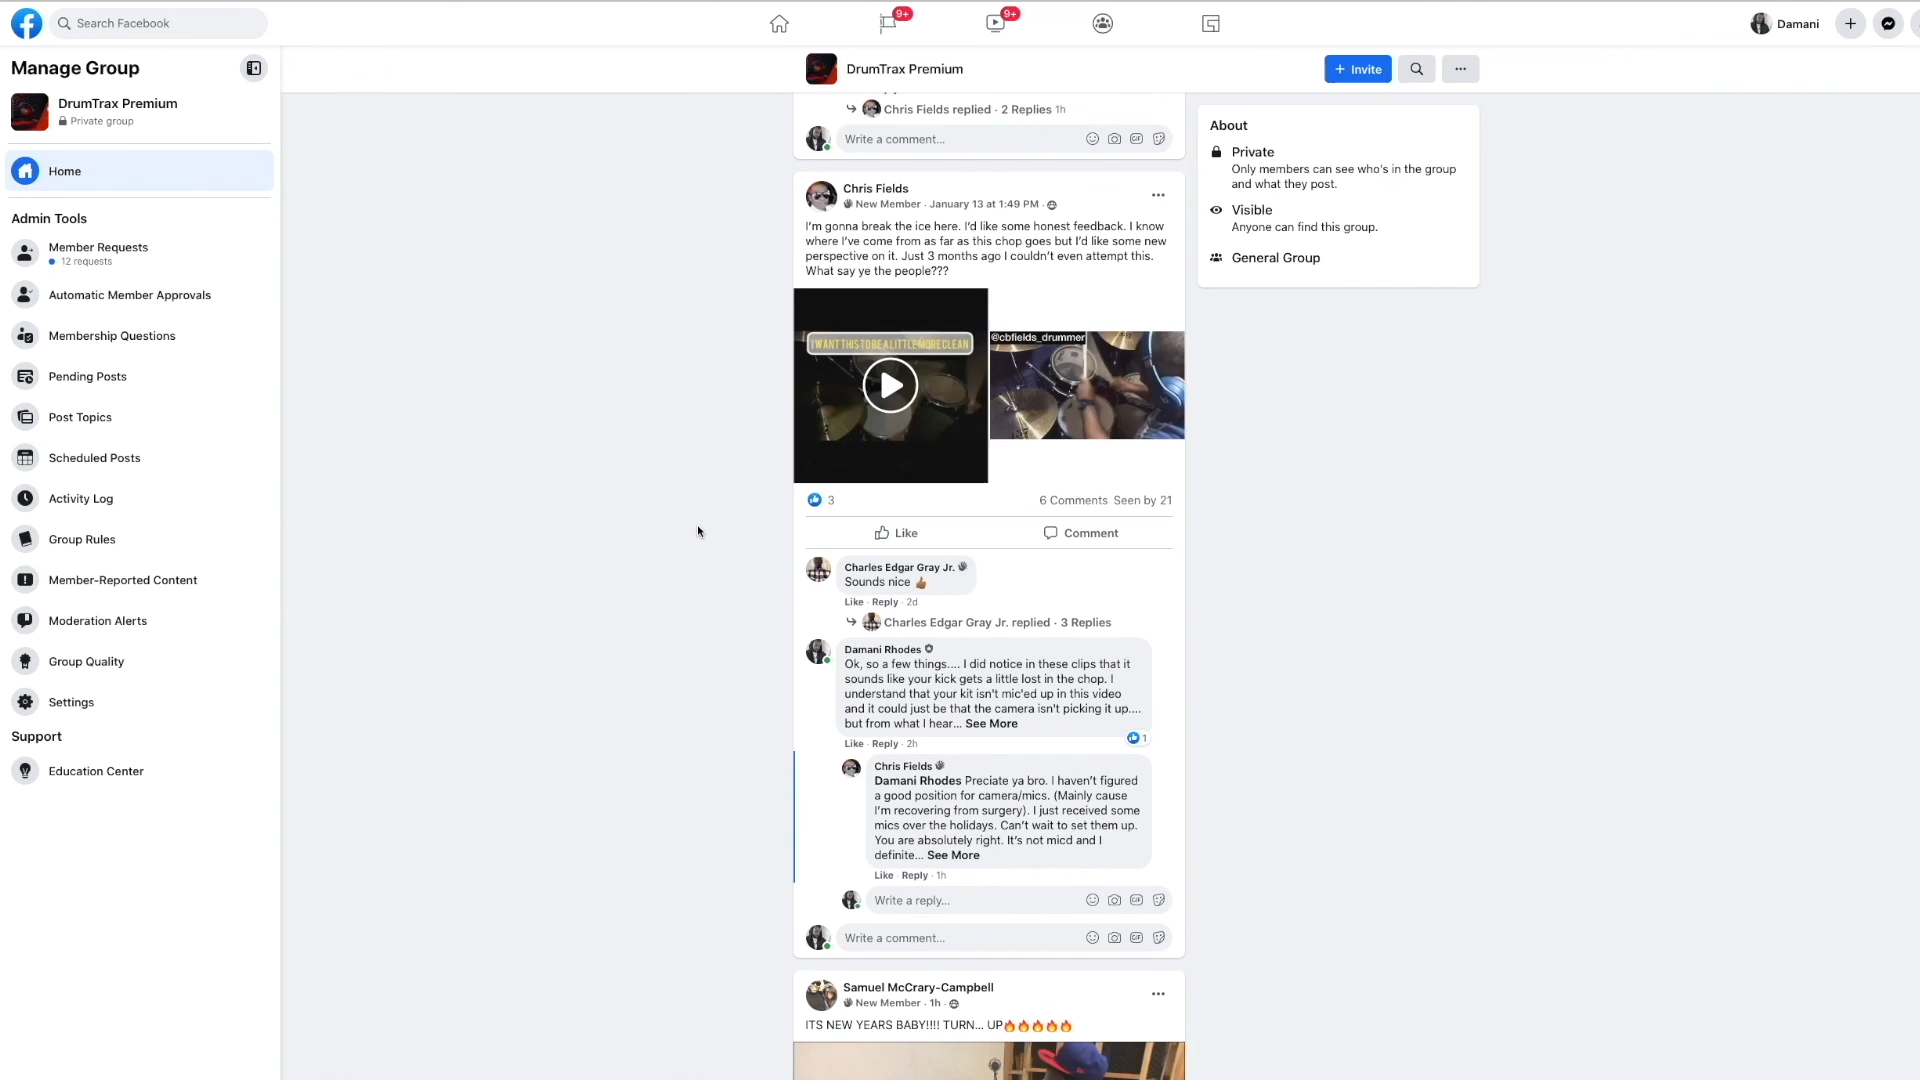 Search Facebook
9+
9+
Damani
Manage Group
DrumTrax Premium
Private group
Home
Admin Tools
Member Requests
12 requests
Automatic Member Approvals
Membership Questions
Pending Posts
Post Topics
Scheduled Posts
Activity Log
Group Rules
Member-Reported Content
Moderation Alerts
Group Quality
Settings
Support
Education Center
DrumTrax Premium
+ Invite
Chris Fields replied · 2 Replies 1h
Write a comment...
GIF
Chris Fields
New Member · January 13 at 1:49 PM ·
I'm gonna break the ice here. I'd like some honest feedback. I know
where I've come from as far as this chop goes but I'd like some new
perspective on it. Just 3 months ago I couldn't even attempt this.
What say ye the people???
I WANT THIS TO BE A LITTLE MORE CLEAN
@cbfields_drummer
3
6 Comments Seen by 21
Like
Comment
Charles Edgar Gray Jr.
Sounds nice 👍🏾
Like · Reply · 2d
Charles Edgar Gray Jr. replied · 3 Replies
Damani Rhodes
Ok, so a few things.... I did notice in these clips that it
sounds like your kick gets a little lost in the chop. I
understand that your kit isn't mic'ed up in this video
and it could just be that the camera isn't picking it up....
but from what I hear... See More
1
Like · Reply · 2h
Chris Fields
Damani Rhodes Preciate ya bro. I haven't figured
a good position for camera/mics. (Mainly cause
I'm recovering from surgery). I just received some
mics over the holidays. Can't wait to set them up.
You are absolutely right. It's not micd and I
definite... See More
Like · Reply · 1h
Write a reply...
GIF
Write a comment...
GIF
Samuel McCrary-Campbell
New Member · 1h ·
ITS NEW YEARS BABY!!!! TURN... UP🔥🔥🔥🔥🔥
About
Private
Only members can see who's in the group
and what they post.
Visible
Anyone can find this group.
General Group